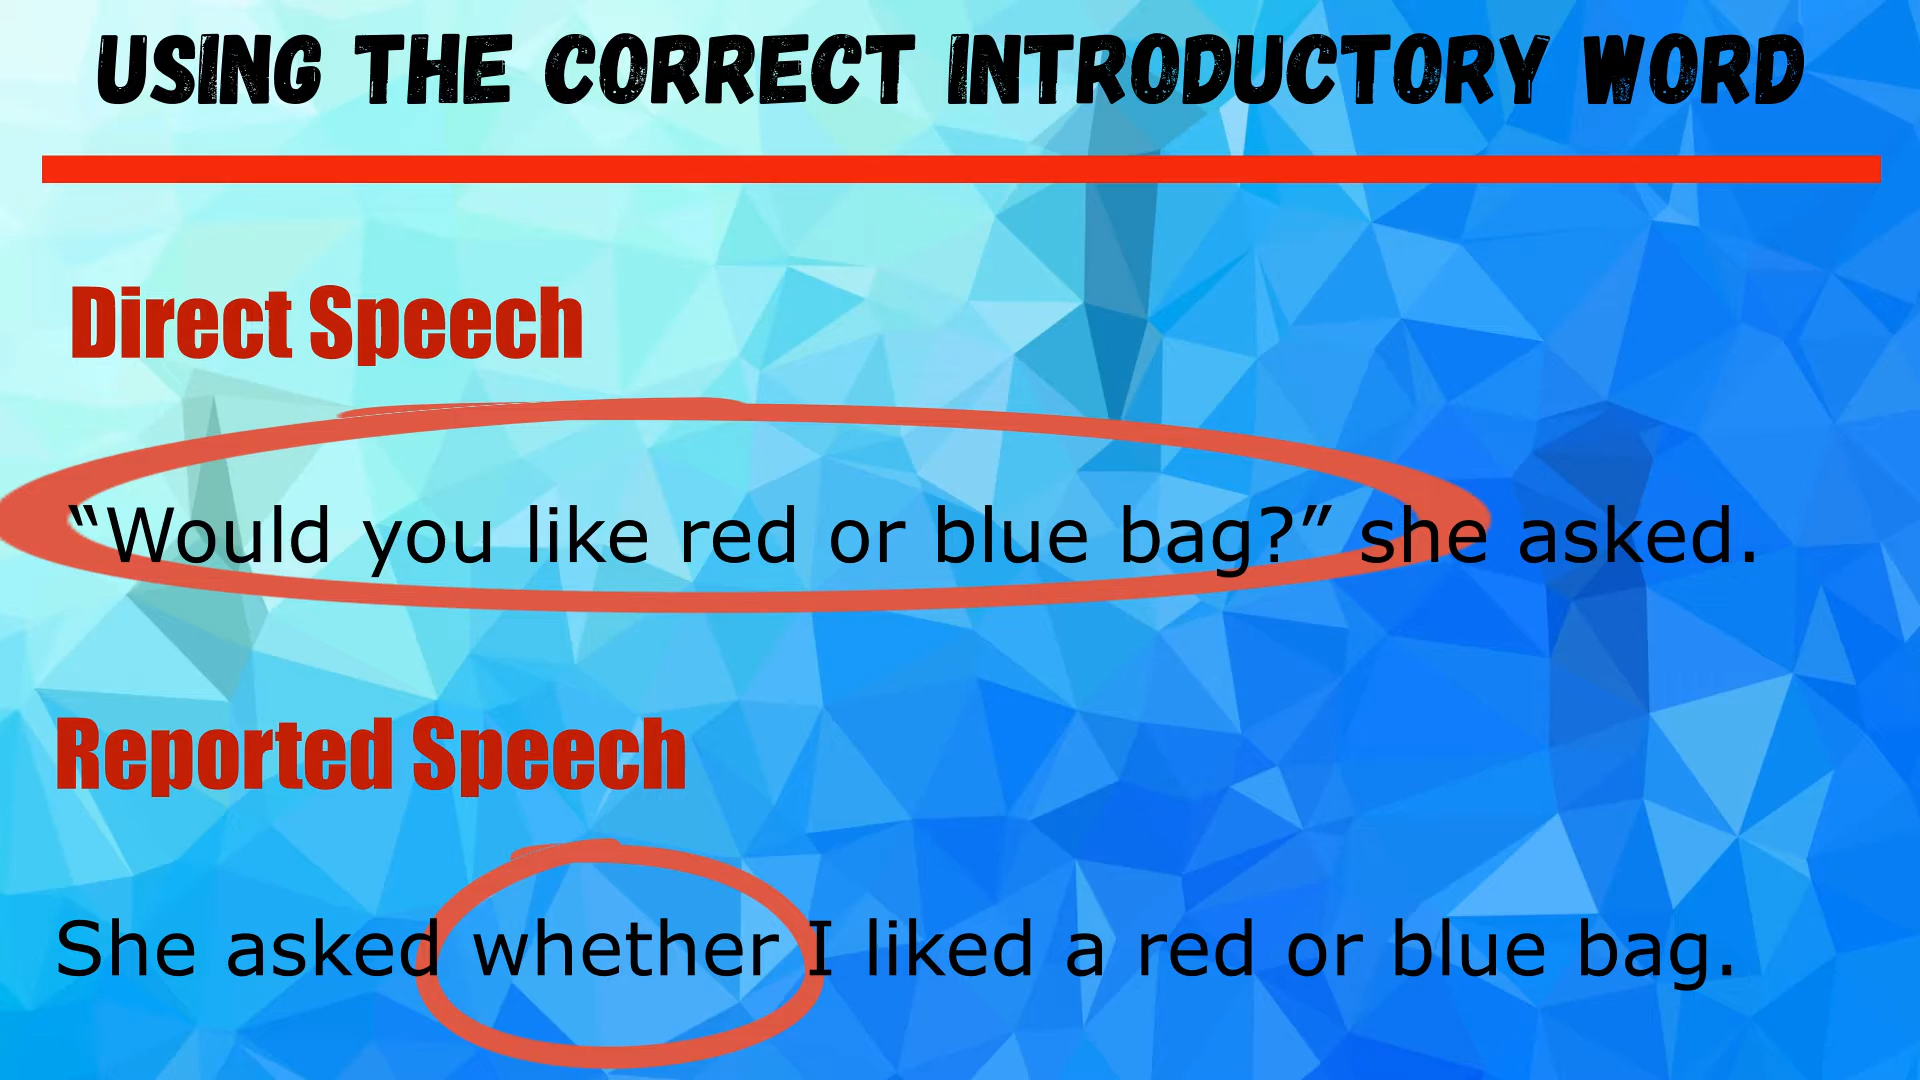 USING THE CORRECT INTRODUCTORY WORD
Direct Speech
“Would you like red or blue bag?” she asked.
Reported Speech
She asked whether I liked a red or blue bag.